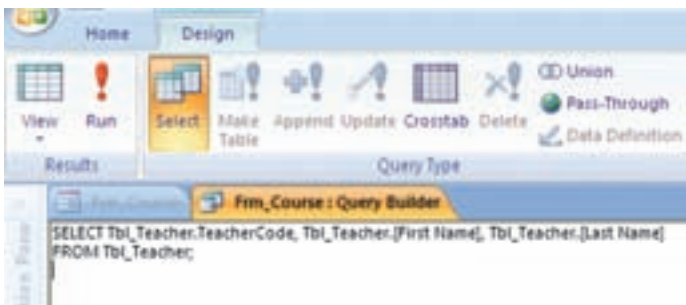 Home Design
View Run Select Make Table Append Update Crosstab Delete Union
Pass-Through
Data Definition
Results Query Type
Frm_Course Frm_Course : Query Builder
SELECT Tbl_Teacher.TeacherCode, Tbl_Teacher.[First Name], Tbl_Teacher.[Last Name]
FROM Tbl_Teacher;